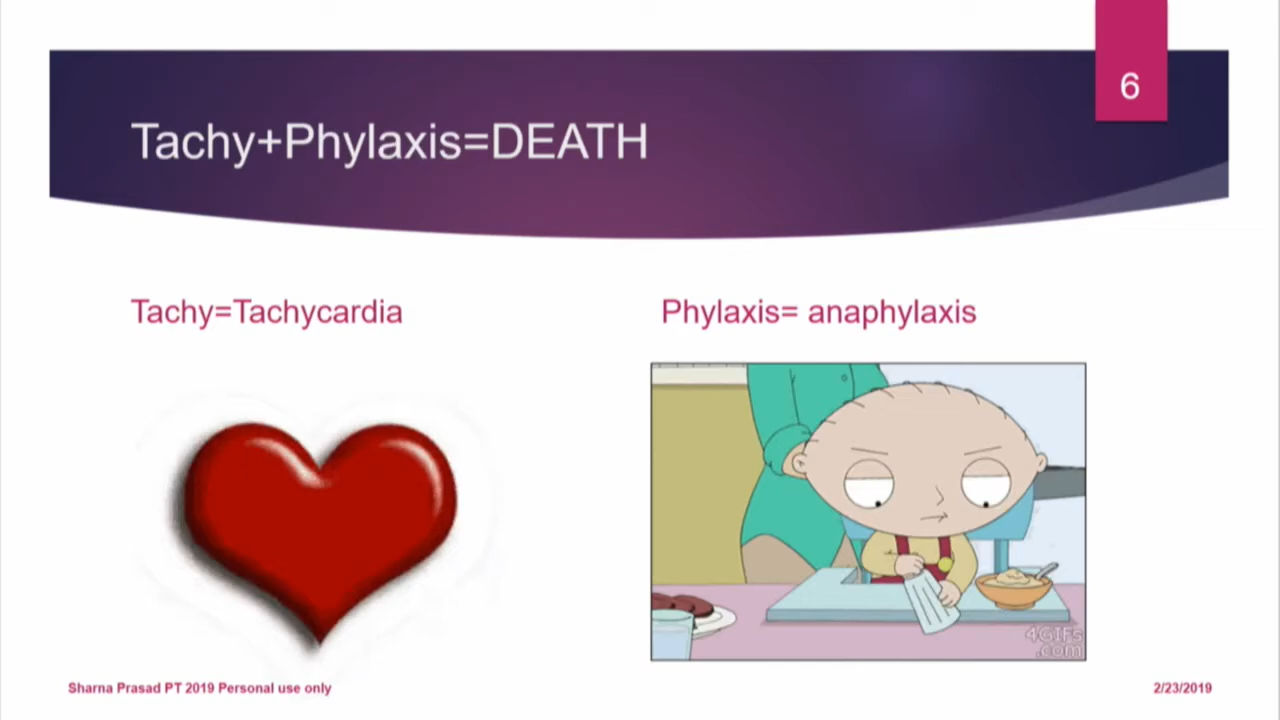 6
Tachy+Phylaxis=DEATH
Tachy=Tachycardia
Phylaxis= anaphylaxis
4GIFs
.com
Sharna Prasad PT 2019 Personal use only
2/23/2019